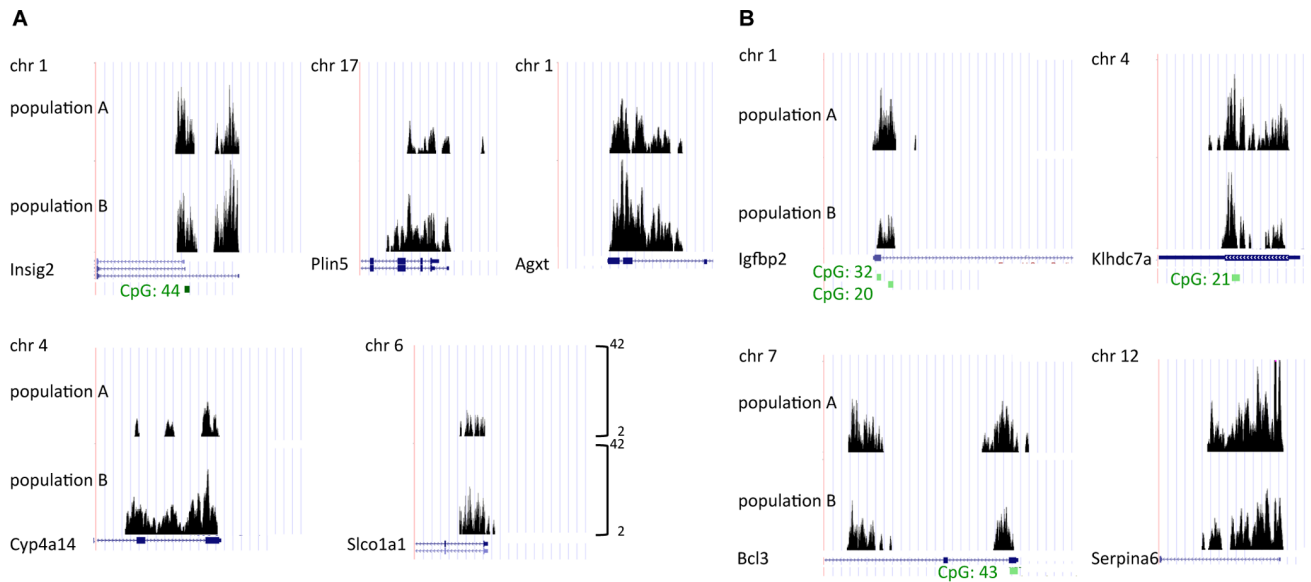 A
chr 1
chr 17
chr 1
population A
population B
Insig2
Plin5
Agxt
CpG: 44
chr 4
chr 6
population A
population B
42
2
42
2
Cyp4a14
Slco1a1
B
chr 1
chr 4
population A
population B
Igfbp2
Klhdc7a
CpG: 32
CpG: 20
CpG: 21
chr 7
chr 12
population A
population B
Bcl3
Serpina6
CpG: 43